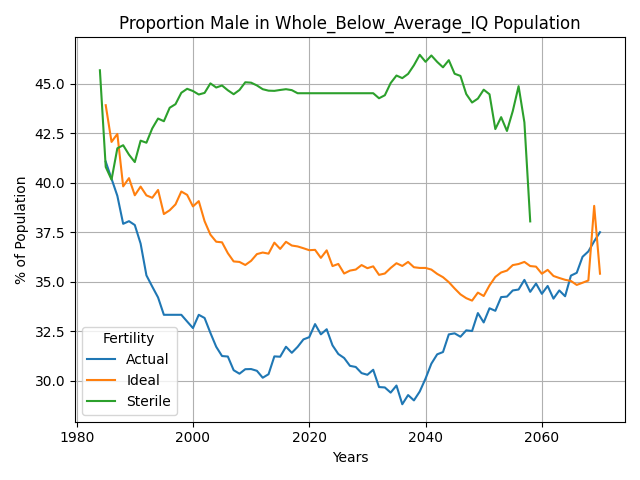 Proportion Male in Whole_Below_Average_IQ Population
% of Population
45.0
42.5
40.0
37.5
35.0
32.5
30.0
Fertility
Actual
Ideal
Sterile
1980
2000
2020
2040
2060
Years